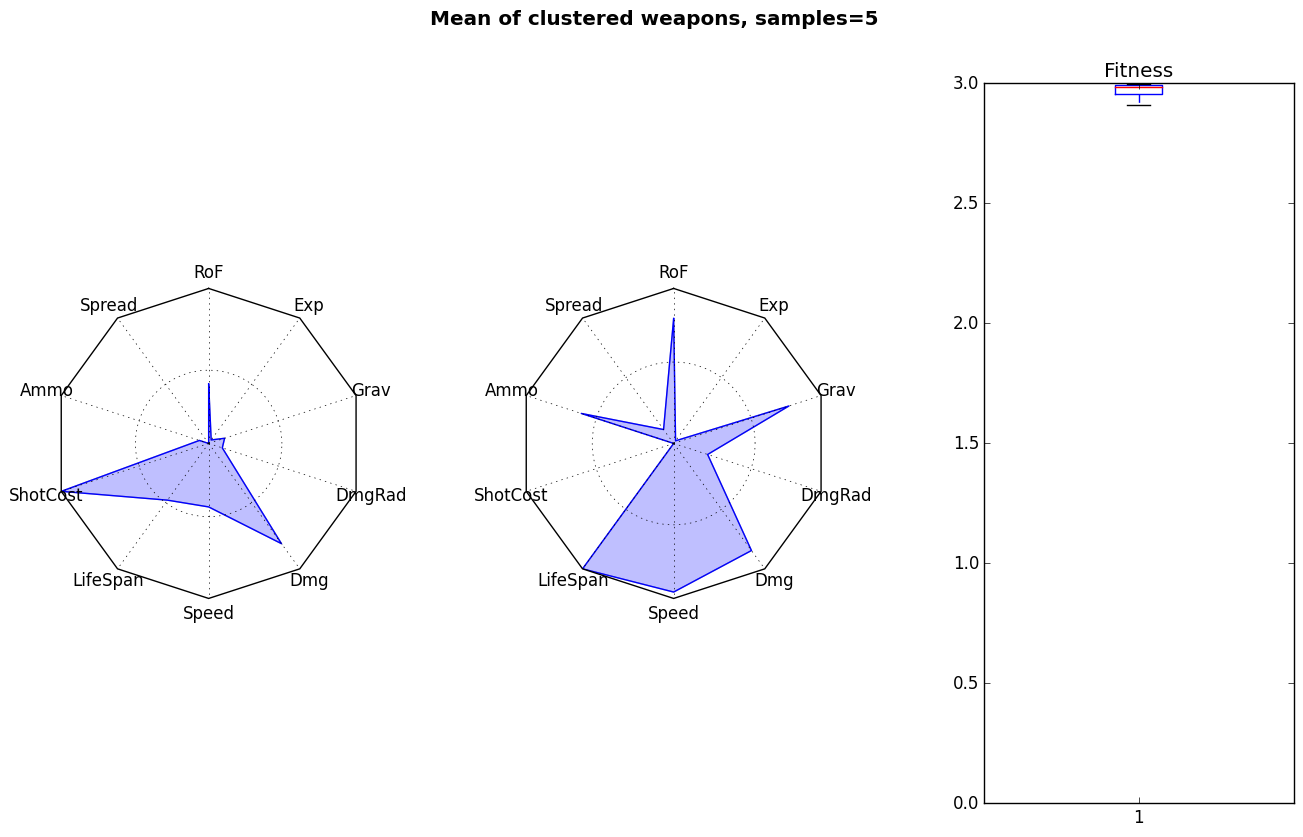 Mean of clustered weapons, samples=5
RoF
Exp
Grav
DmgRad
Dmg
Speed
LifeSpan
ShotCost
Ammo
Spread
RoF
Exp
Grav
DmgRad
Dmg
Speed
LifeSpan
ShotCost
Ammo
Spread
Fitness
3.0
2.5
2.0
1.5
1.0
0.5
0.0
1